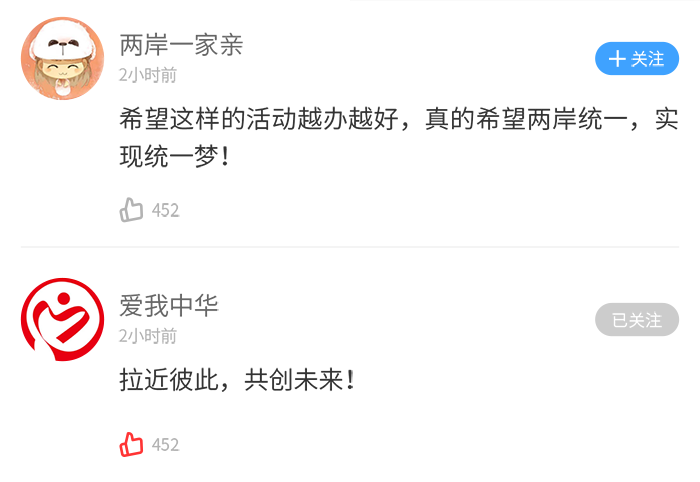 两岸一家亲
+ 关注
2小时前
希望这样的活动越办越好，真的希望两岸统一，实
现统一梦！
452
爱我中华
已关注
2小时前
拉近彼此，共创未来！
452